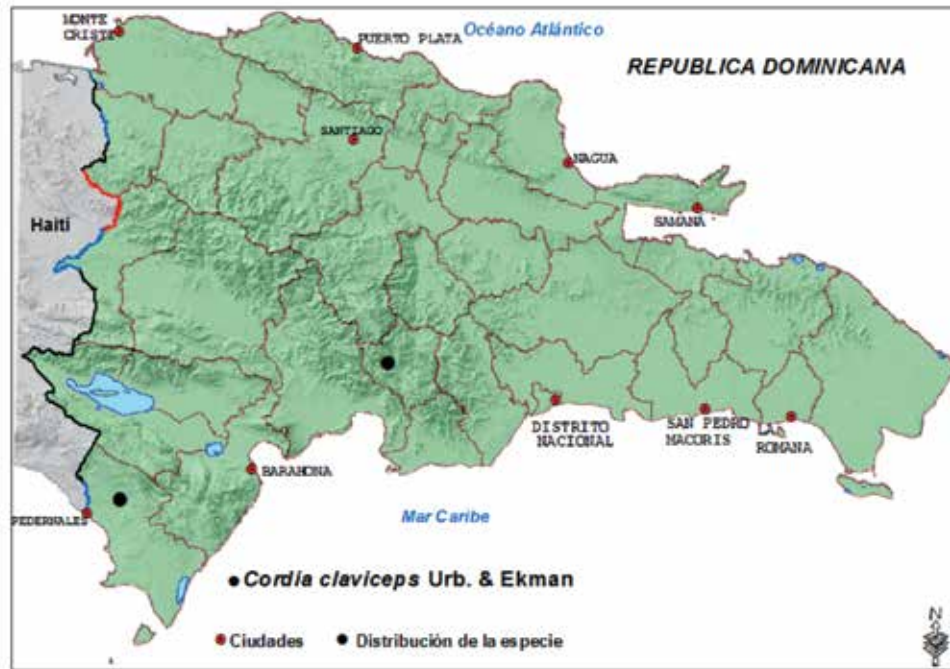 MONTE
CRISTI
PUERTO PLATA
Océano Atlántico
REPUBLICA DOMINICANA
SANTIAGO
NAGUA
SAMANA
Haití
DISTRITO
NACIONAL
SAN PEDRO
MACORIS
LA
ROMANA
BARAHONA
PEDERNALES
Mar Caribe
Cordia claviceps Urb. & Ekman
Ciudades
Distribución de la especie
N